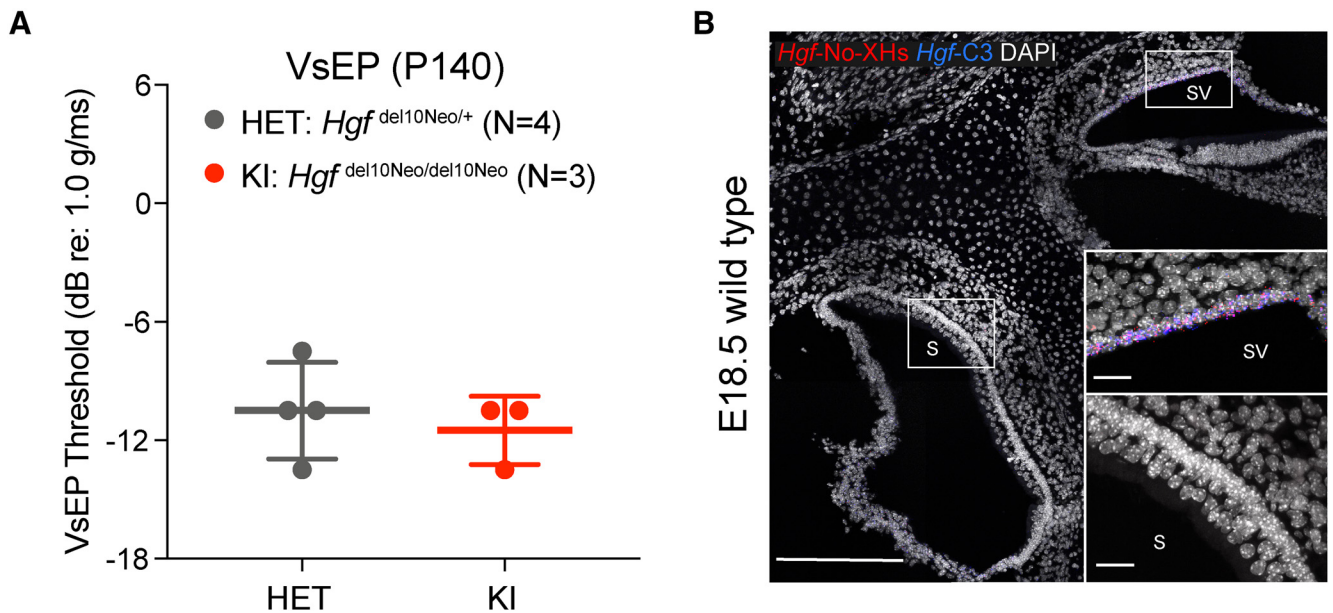 A
VsEP (P140)
HET: Hgf del10Neo/+ (N=4)
KI: Hgf del10Neo/del10Neo (N=3)
VsEP Threshold (dB re: 1.0 g/ms)
6
0
-6
-12
-18
HET
KI
B
E18.5 wild type
Hgf-No-XHs Hgf-C3 DAPI
SV
S
SV
S